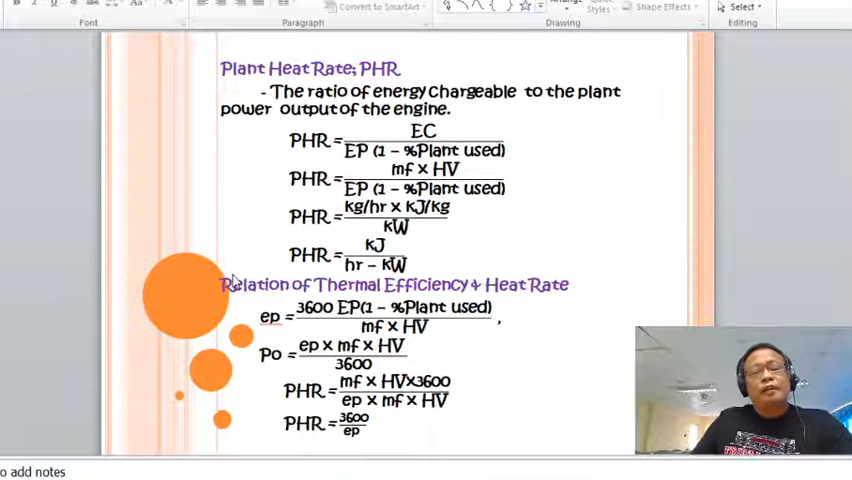 Convert to SmartArt
Arrange
Quick
Styles
Shape Effects
Select
Font
Paragraph
Drawing
Editing
Plant Heat Rate; PHR
- The ratio of energy chargeable to the plant
power output of the engine.
PHR = EC / EP (1 - %Plant used)
PHR = mf x HV / EP (1 - %Plant used)
PHR = kg/hr x kJ/kg / kW
PHR = kJ / hr - kW
Relation of Thermal Efficiency & Heat Rate
ep = 3600 EP(1 - %Plant used) / mf x HV ,
Po = ep x mf x HV / 3600
PHR = mf x HV x 3600 / ep x mf x HV
PHR = 3600 / ep
o add notes